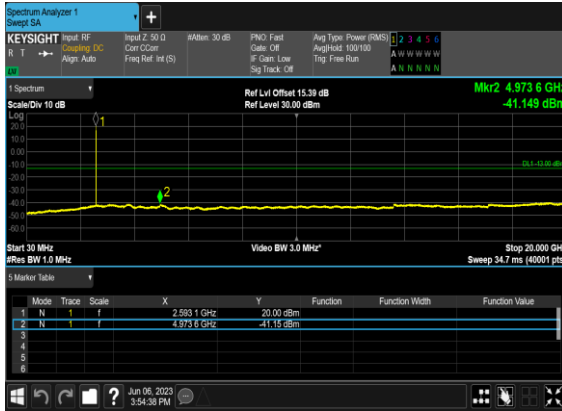 Spectrum Analyzer 1
Swept SA
+
KEYSIGHT Input: RF Input Z: 50 Ω #Atten: 30 dB PNO: Fast Avg Type: Power (RMS) 1 2 3 4 5 6
R T Coupling: DC Corr CCorr Gate: Off Avg|Hold: 100/100 A W W W W W
Align: Auto Freq Ref: Int (S) IF Gain: Low Trig: Free Run
Sig Track: Off A N N N N N
1 Spectrum Ref Lvl Offset 15.39 dB Mkr2 4.973 6 GHz
Scale/Div 10 dB Ref Level 30.00 dBm -41.149 dBm
Log
1
20.0
10.0
0.00
-10.0 DL1 -13.00 dBm
-20.0
-30.0 2
-40.0
-50.0
-60.0
Start 30 MHz Video BW 3.0 MHz* Stop 20.000 GHz
#Res BW 1.0 MHz Sweep 34.7 ms (40001 pts)
5 Marker Table
Mode Trace Scale X Y Function Function Width Function Value
1 N 1 f 2.593 1 GHz 20.00 dBm
2 N 1 f 4.973 6 GHz -41.15 dBm
3
4
5
6
? Jun 06, 2023
3:54:38 PM